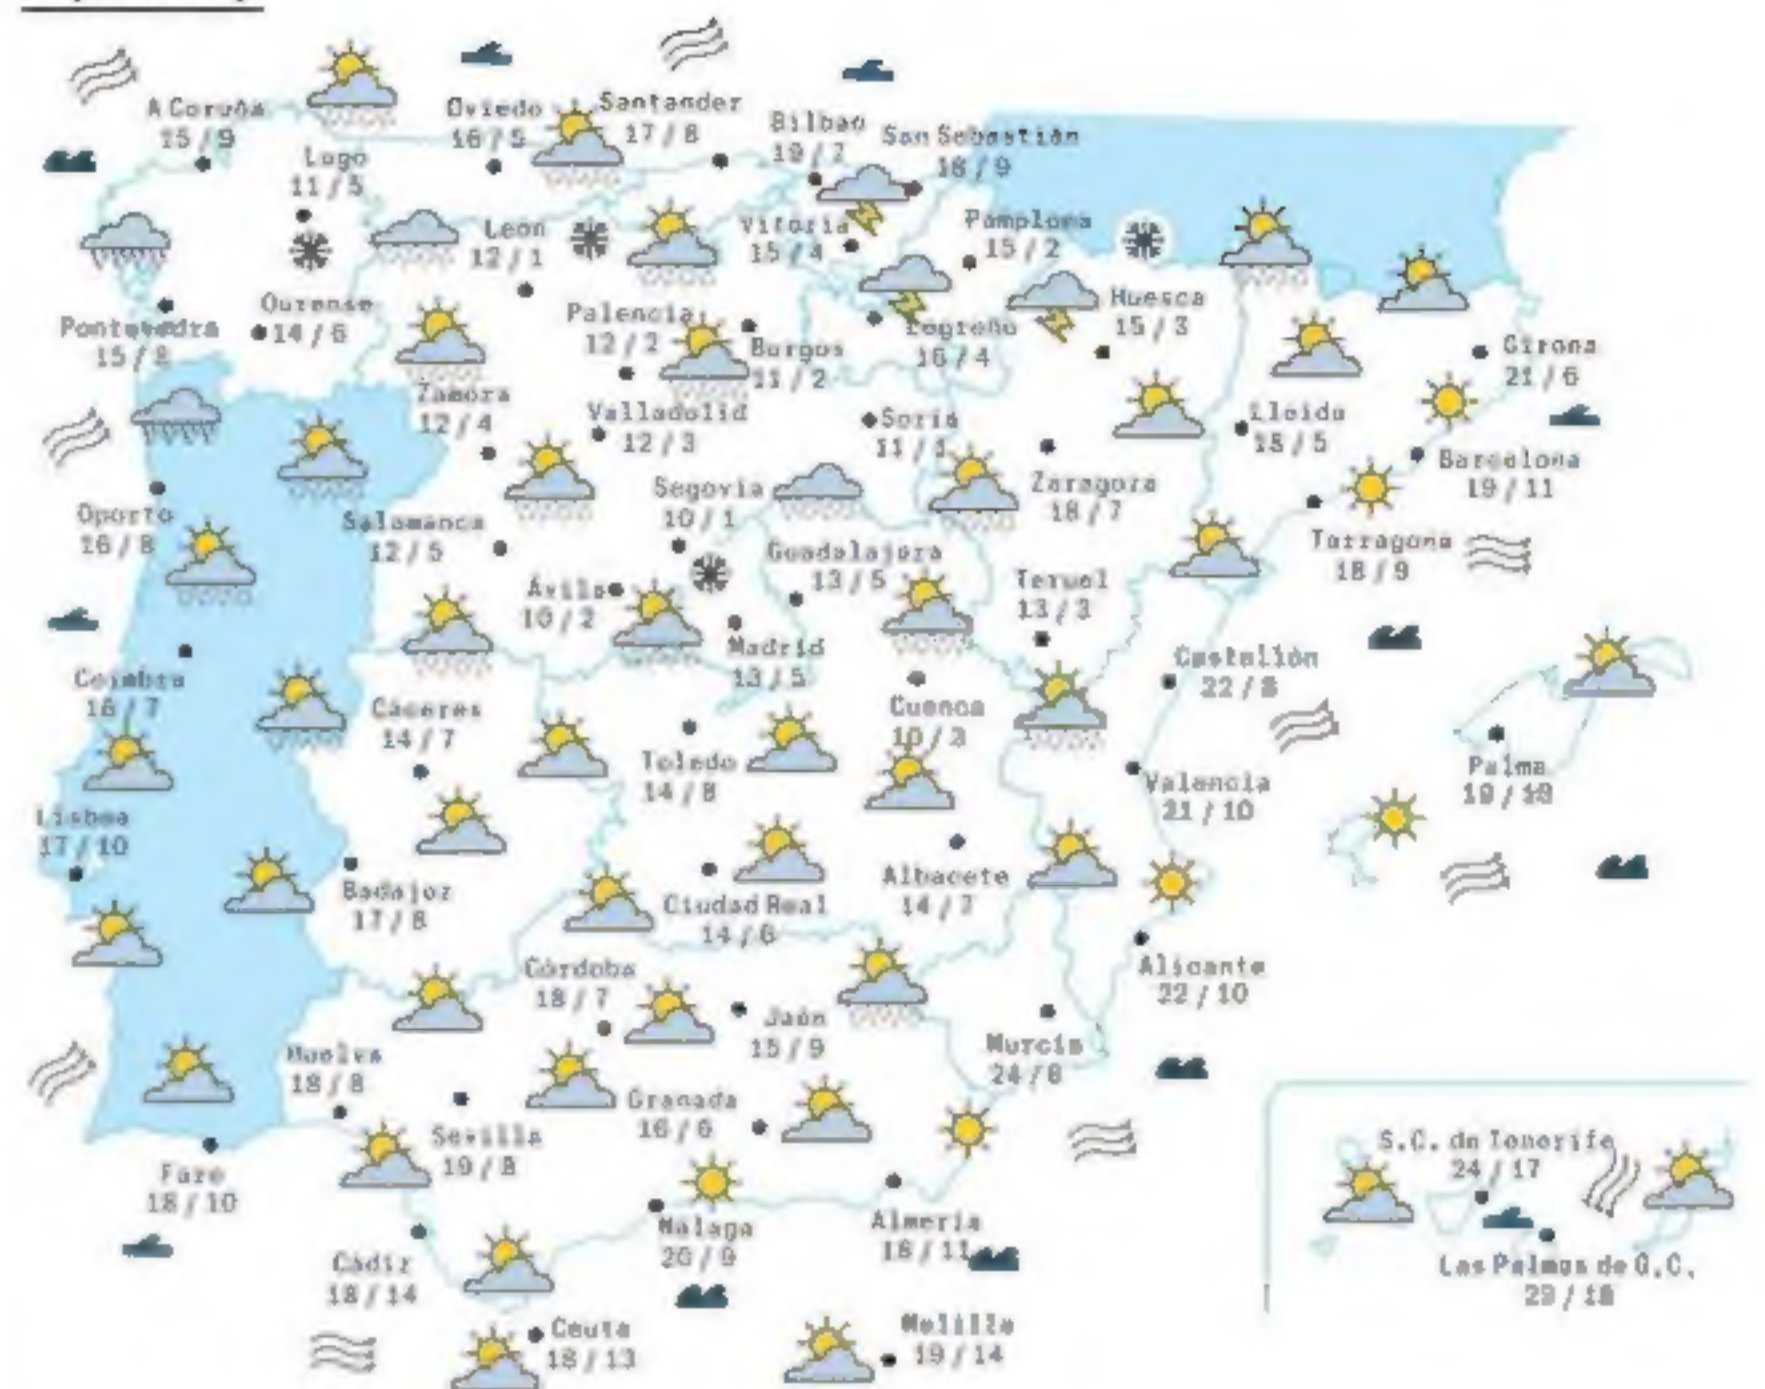 A Coruña
15 / 9
Lugo
11 / 5
Oviedo
Santander
17 / 8
Bilbao
San Sebastián
Leon
12 / 1
Vitoria
15 / 4
Pamplona
15 / 2
Pontevedra
Ourense
14 / 6
Palencia
12 / 2
Burgos
11 / 2
Logroño
16 / 4
Huesca
15 / 3
Girona
21 / 6
Zamora
12 / 4
Valladolid
12 / 3
Soria
Lleida
Barcelona
19 / 11
Oporto
16 / 8
Salamanca
12 / 5
Segovia
10 / 1
Zaragoza
18 / 7
Tarragona
18 / 9
Ávila
10 / 2
Guadalajara
13 / 5
Madrid
13 / 5
Teruel
13 / 3
Castellón
22 / 8
Coimbra
16 / 7
Cáceres
14 / 7
Toledo
14 / 8
Cuenca
10 / 3
Valencia
21 / 10
Palma
Lisboa
17 / 10
Badajoz
17 / 8
Ciudad Real
14 / 6
Albacete
14 / 7
Alicante
22 / 10
Córdoba
18 / 7
Jaén
15 / 9
Murcia
Huelva
18 / 8
Sevilla
19 / 8
Granada
16 / 6
Faro
18 / 10
Cádiz
18 / 14
Málaga
20 / 9
Almería
18 / 11
Ceuta
18 / 13
Melilla
19 / 14
S.C. de Tenerife
24 / 17
Las Palmas de G.C.